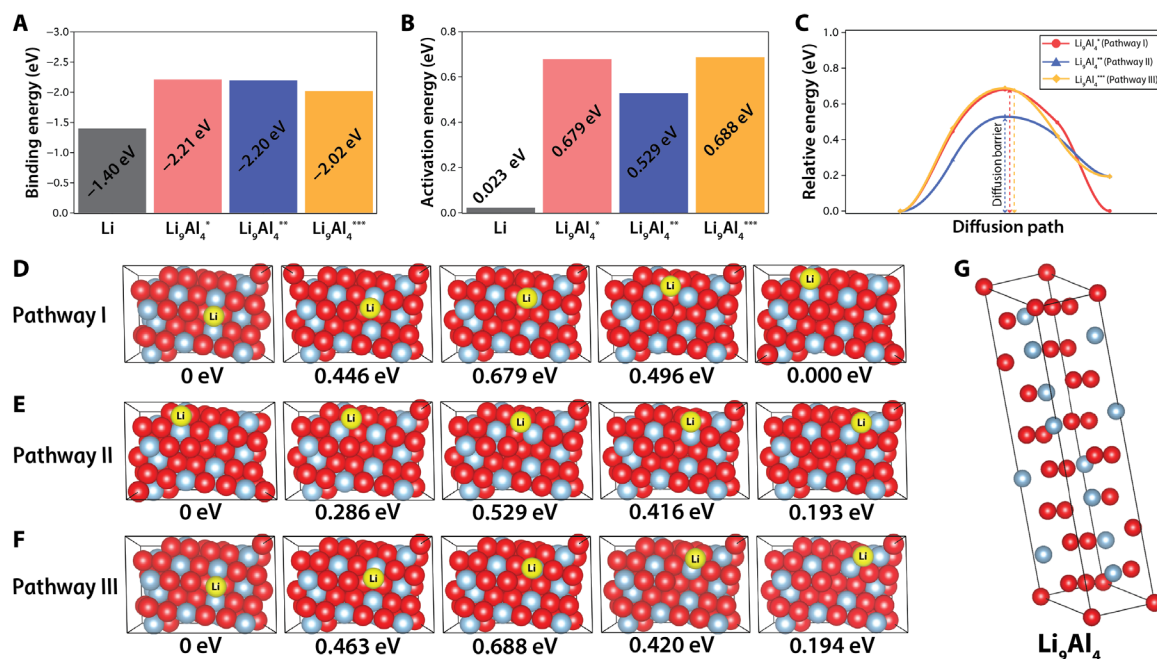 A
Binding energy (eV)
−3.0
−2.5
−2.0
−1.5
−1.0
−0.5
0.0
−1.40 eV
−2.21 eV
−2.20 eV
−2.02 eV
Li
Li₉Al₄*
Li₉Al₄**
Li₉Al₄***
B
Activation energy (eV)
0.8
0.6
0.4
0.2
0.0
0.023 eV
0.679 eV
0.529 eV
0.688 eV
Li
Li₉Al₄*
Li₉Al₄**
Li₉Al₄***
C
Relative energy (eV)
1.0
0.8
0.6
0.4
0.2
0.0
Li₉Al₄* (Pathway I)
Li₉Al₄** (Pathway II)
Li₉Al₄*** (Pathway III)
Diffusion barrier
Diffusion path
D
Pathway I
Li Li Li Li Li
0 eV 0.446 eV 0.679 eV 0.496 eV 0.000 eV
E
Pathway II
Li Li Li Li Li
0 eV 0.286 eV 0.529 eV 0.416 eV 0.193 eV
F
Pathway III
Li Li Li Li Li
0 eV 0.463 eV 0.688 eV 0.420 eV 0.194 eV
G
Li₉Al₄